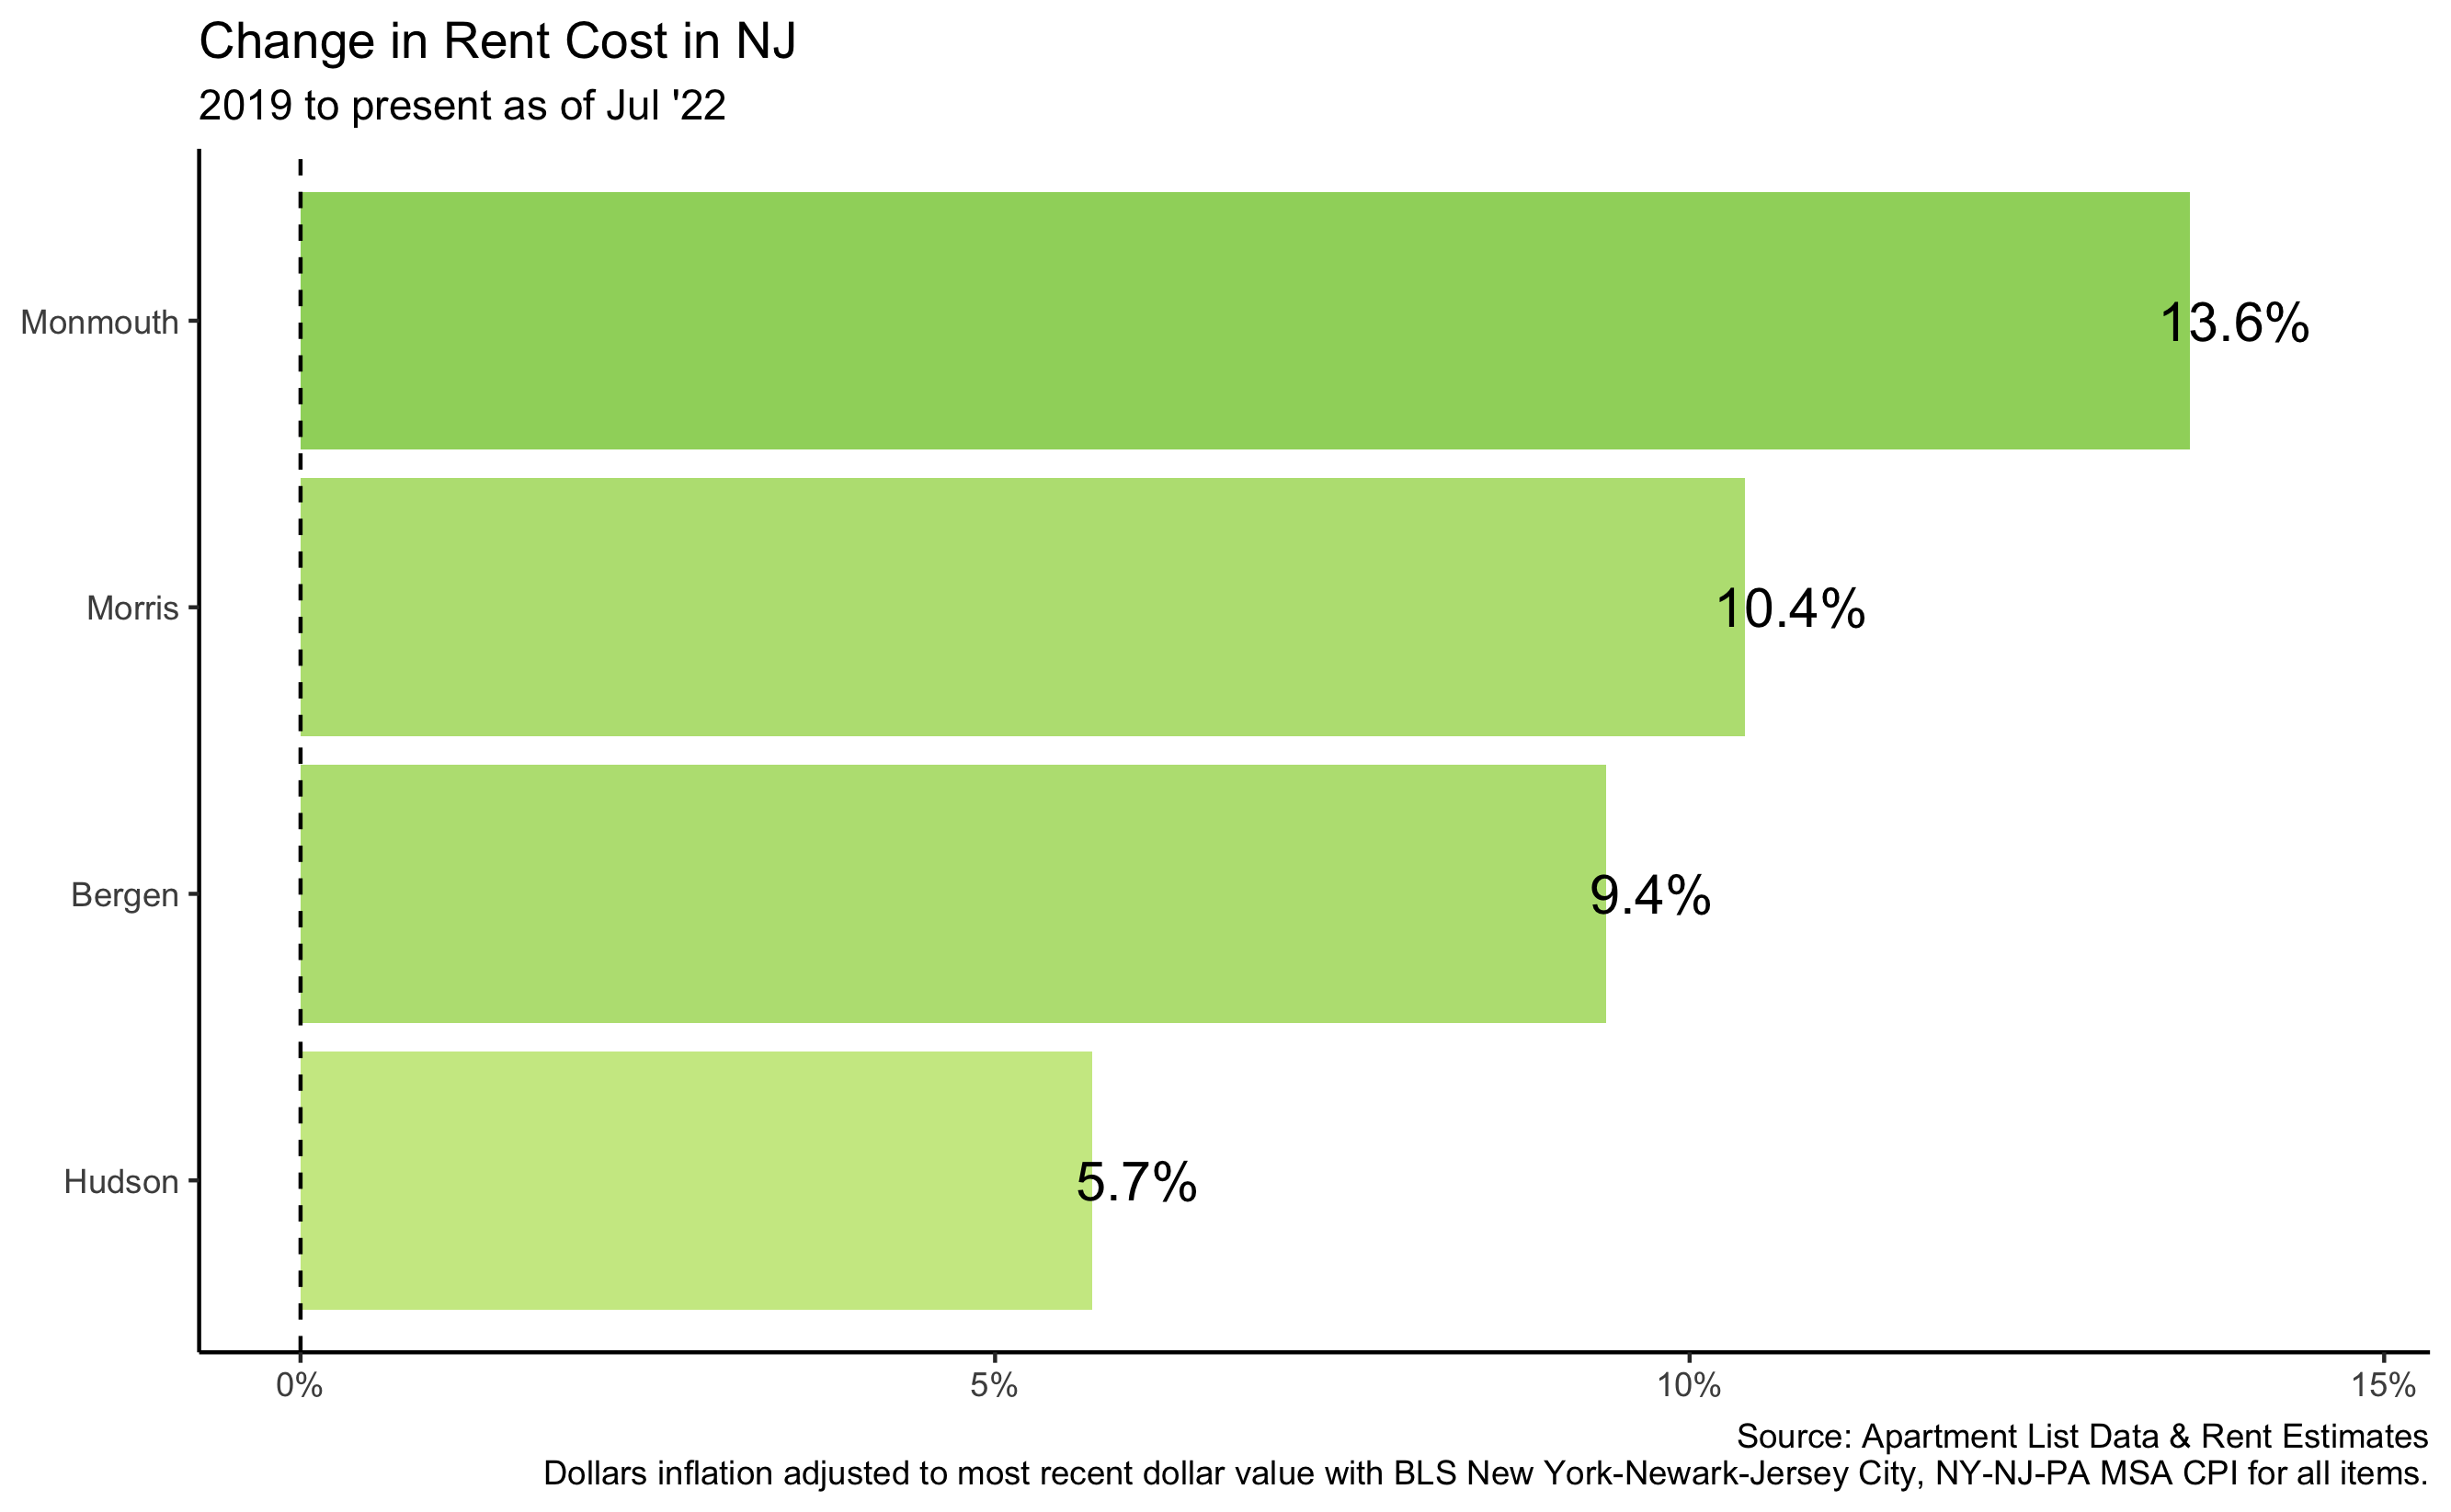 Change in Rent Cost in NJ
2019 to present as of Jul '22
Monmouth
13.6%
Morris
10.4%
Bergen
9.4%
Hudson
5.7%
0%
5%
10%
15%
Source: Apartment List Data & Rent Estimates
Dollars inflation adjusted to most recent dollar value with BLS New York-Newark-Jersey City, NY-NJ-PA MSA CPI for all items.